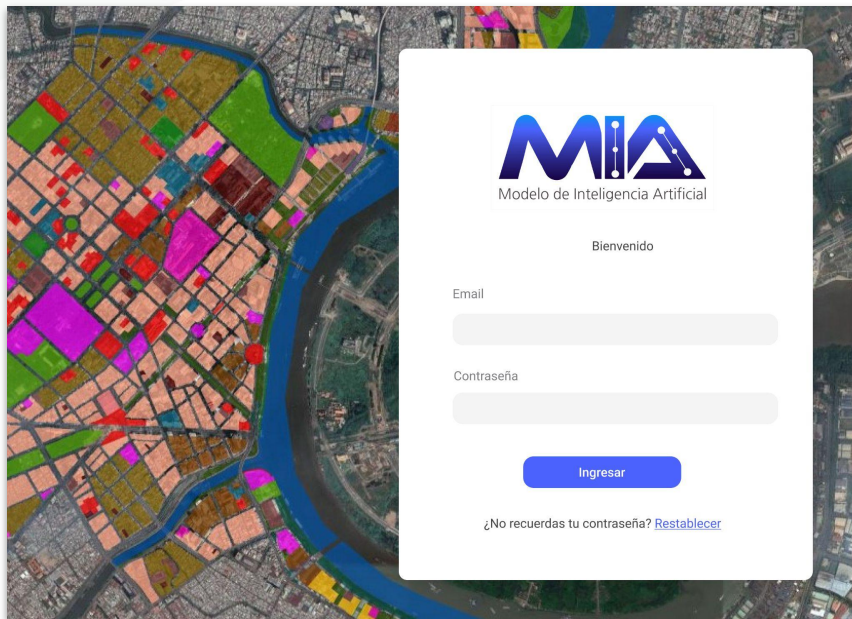 MIA
Modelo de Inteligencia Artificial
Bienvenido
Email
Contraseña
Ingresar
¿No recuerdas tu contraseña? Restablecer